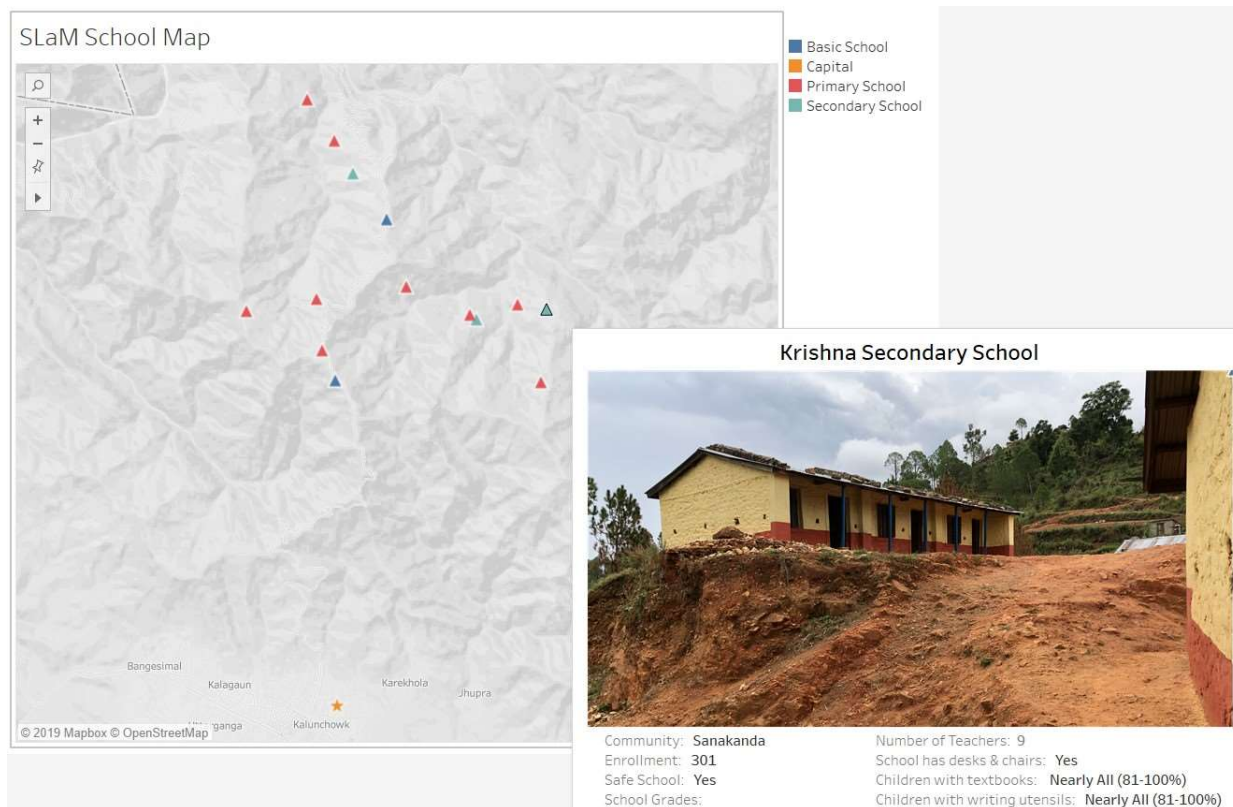 SLaM School Map
Basic School
Capital
Primary School
Secondary School
Krishna Secondary School
Bangesimal
Kalagaun
Karekhola
Jhupra
Kalunchowk
© 2019 Mapbox © OpenStreetMap
Community: Sanakanda
Enrollment: 301
Safe School: Yes
School Grades:
Number of Teachers: 9
School has desks & chairs: Yes
Children with textbooks: Nearly All (81-100%)
Children with writing utensils: Nearly All (81-100%)